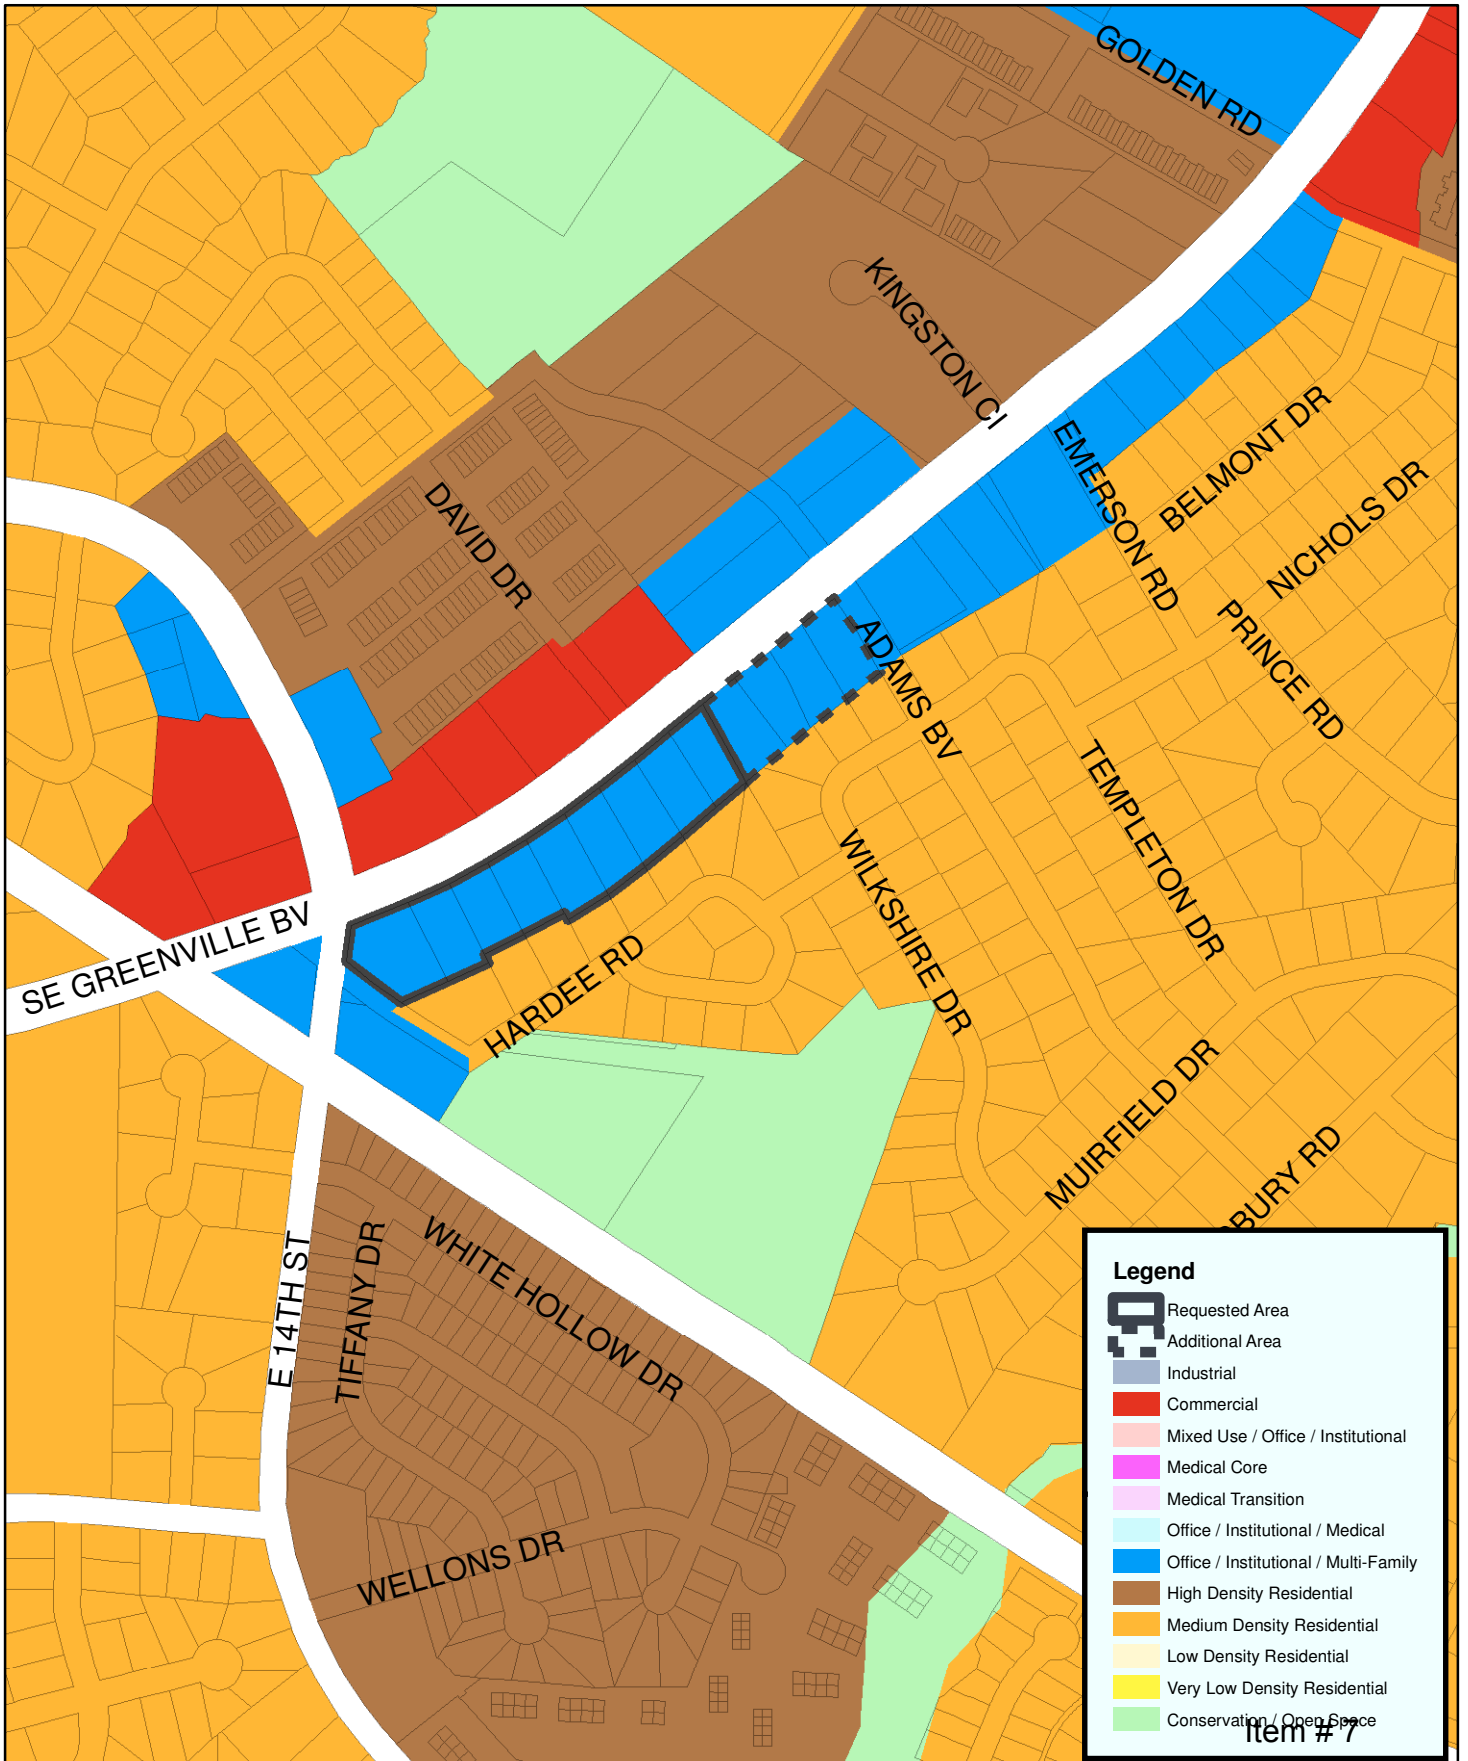 GOLDEN RD
KINGSTON CI
EMERSON RD
BELMONT DR
NICHOLS DR
DAVID DR
PRINCE RD
ADAMS BV
TEMPLETON DR
WILKSHIRE DR
SE GREENVILLE BV
HARDEE RD
MUIRFIELD DR
BURY RD
E 14TH ST
TIFFANY DR
WHITE HOLLOW DR
WELLONS DR
Legend
Requested Area
Additional Area
Industrial
Commercial
Mixed Use / Office / Institutional
Medical Core
Medical Transition
Office / Institutional / Medical
Office / Institutional / Multi-Family
High Density Residential
Medium Density Residential
Low Density Residential
Very Low Density Residential
Conservation / Open Space
Item # 7